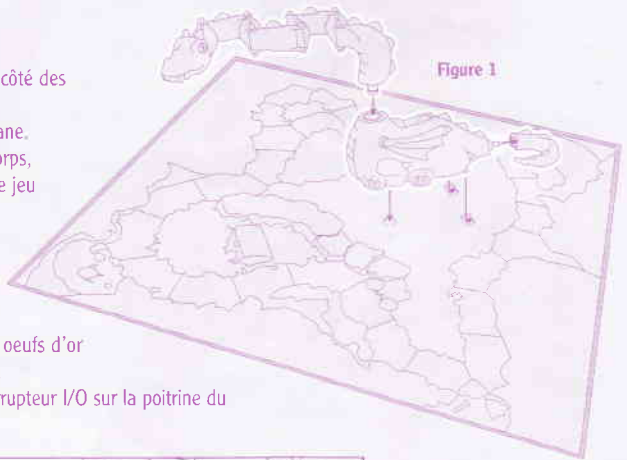 côté des
Figure 1
ane.
orps,
e jeu
oeufs d'or
rupteur I/O sur la poitrine du